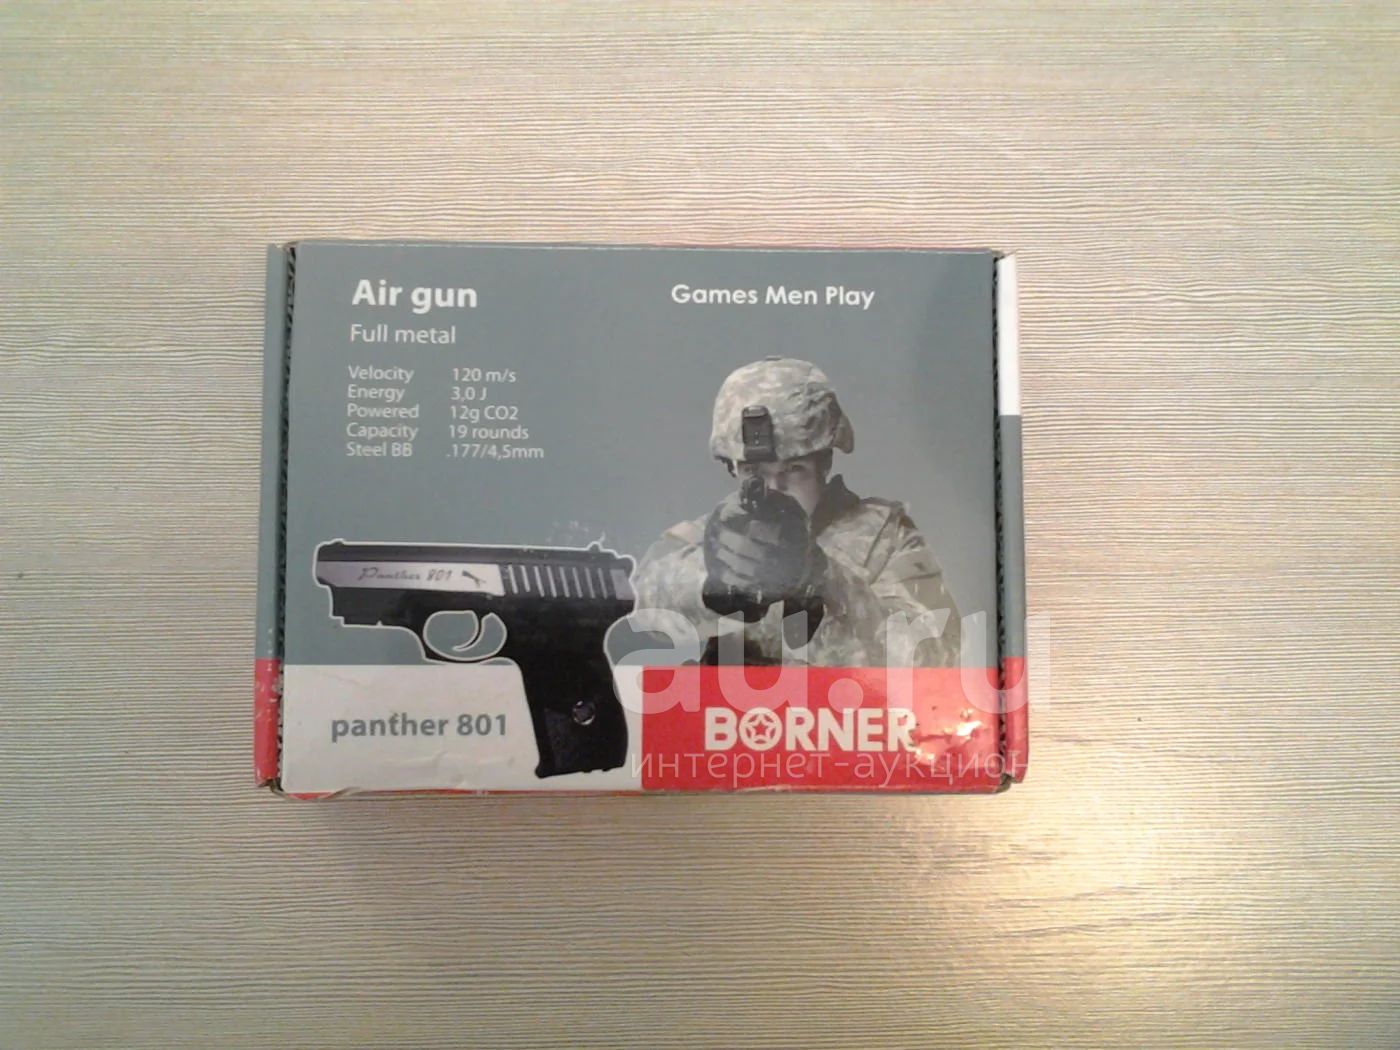 Air gun
Games Men Play
Full metal
Velocity 120 m/s
Energy 3,0 J
Powered 12g CO2
Capacity 19 rounds
Steel BB .177/4,5mm
Panther 801
panther 801
BORNER
au.ru
интернет-аукцион